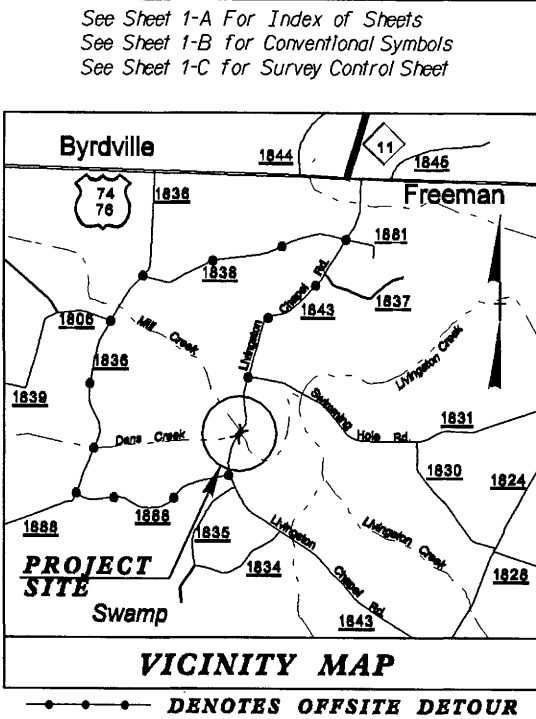 See Sheet 1-A For Index of Sheets
See Sheet 1-B for Conventional Symbols
See Sheet 1-C for Survey Control Sheet
Byrdville
1844
11
1845
74
76
1836
Freeman
1881
1838
Livingston Chapel Rd.
1843
1837
1806
Mill Creek
1836
Livingston Creek
1839
Swimming Hole Rd.
1831
Dans Creek
1830
1824
1888
1888
1835
Livingston Chapel Rd.
Livingston Creek
PROJECT
SITE
1834
1828
Swamp
1843
VICINITY MAP
DENOTES OFFSITE DETOUR